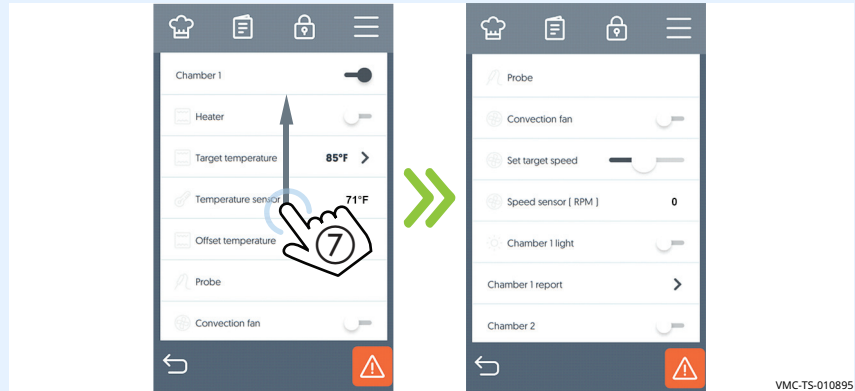 Chamber 1
Heater
Target temperature 85°F
Temperature sensor 71°F
Offset temperature
Probe
Convection fan
7
Probe
Convection fan
Set target speed
Speed sensor ( RPM ) 0
Chamber 1 light
Chamber 1 report
Chamber 2
VMC-TS-010895